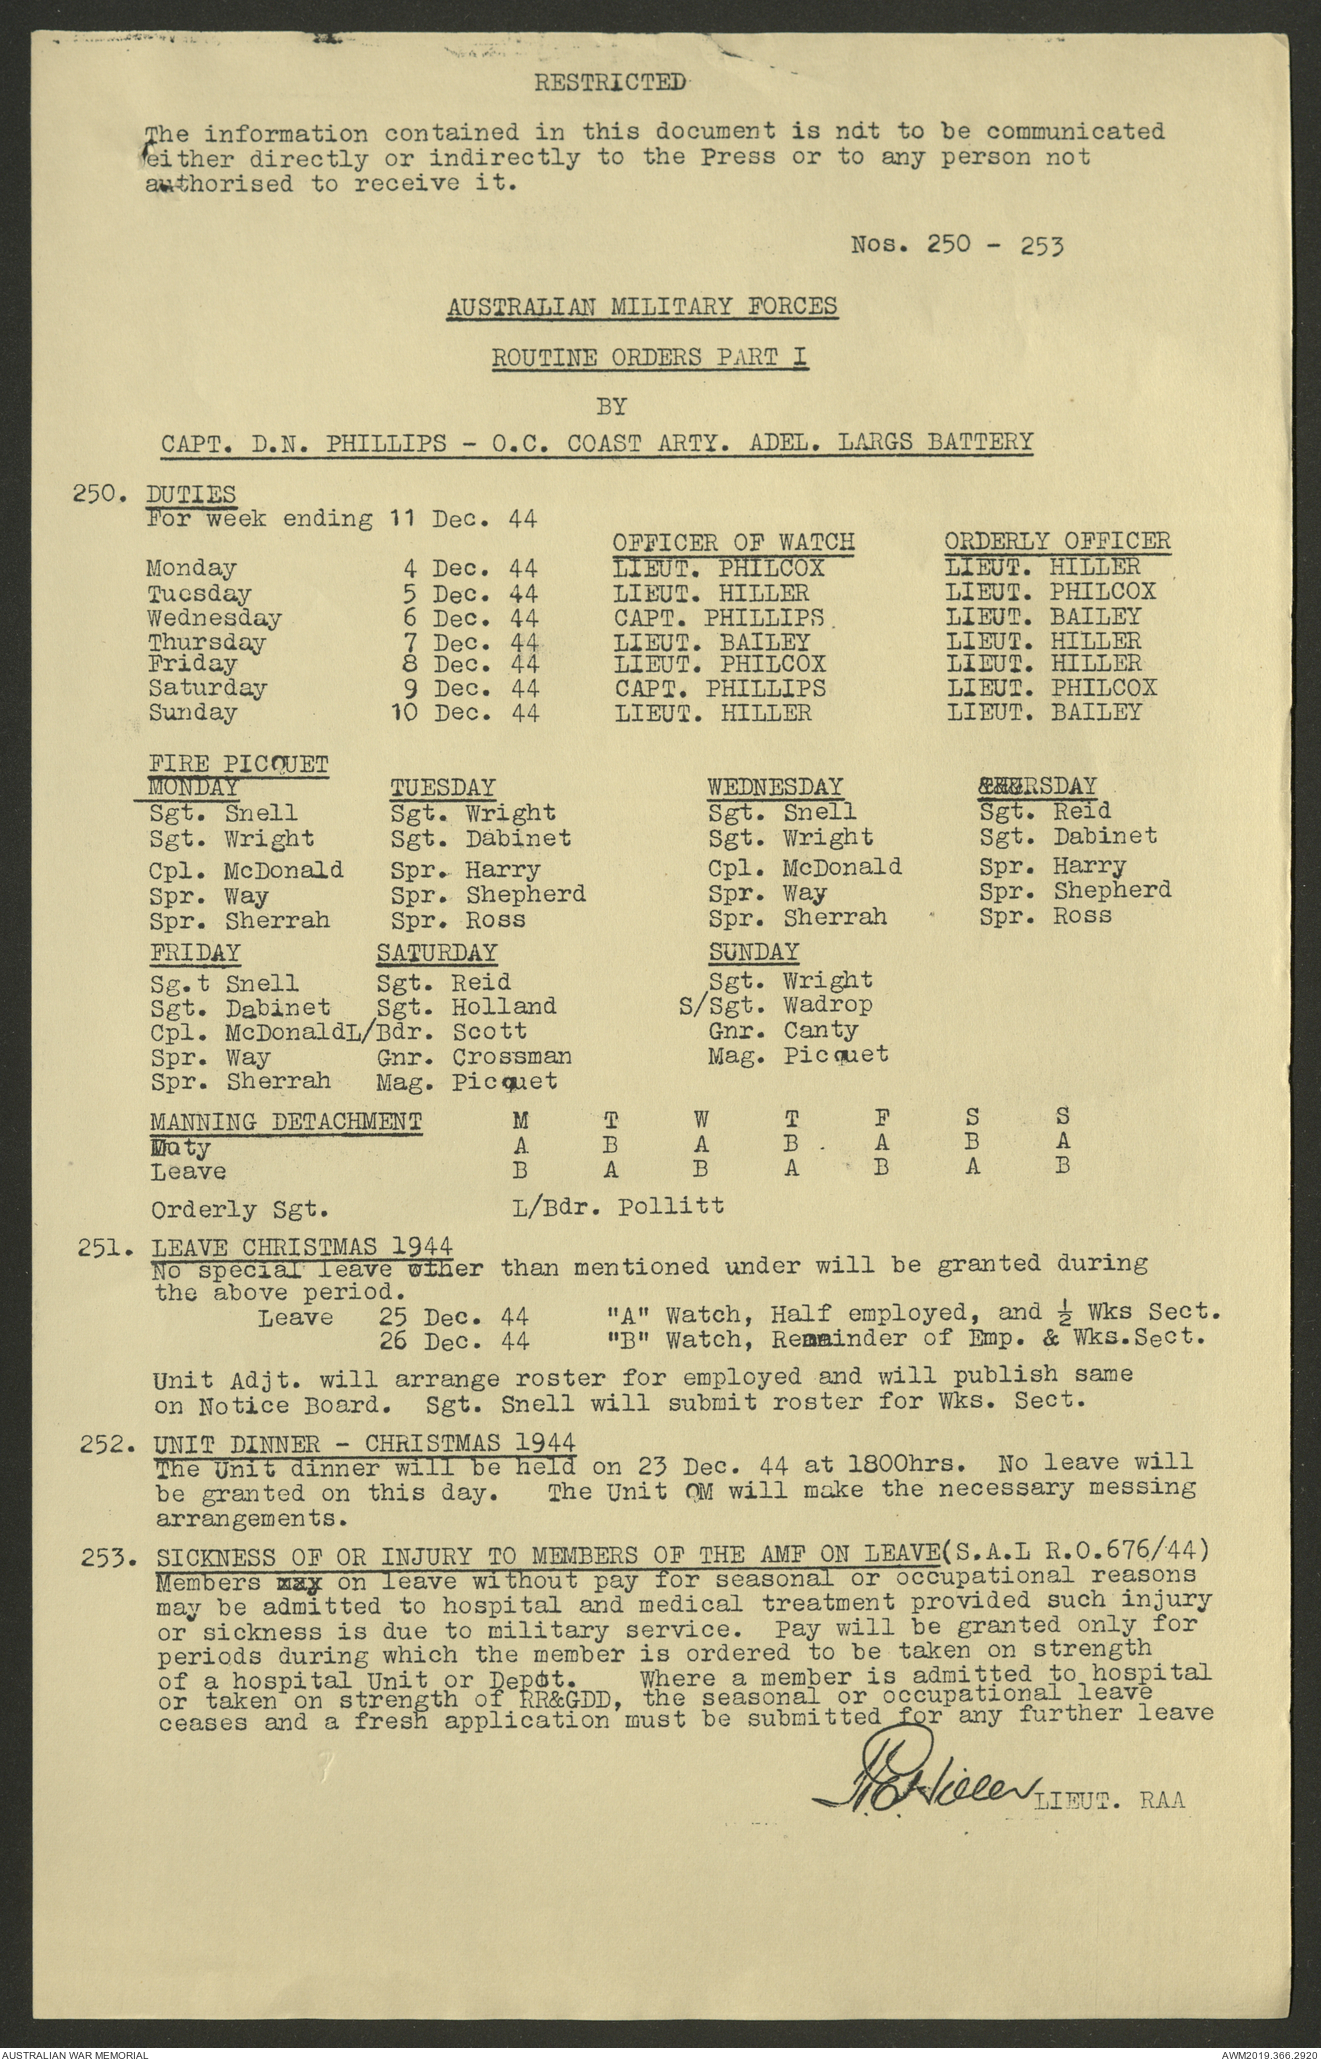 RESTRICTED
The information contained in this document is not to be communicated
either directly or indirectly to the Press or to any person not
authorised to receive it.
Nos. 250 - 253
AUSTRALIAN MILITARY FORCES
ROUTINE ORDERS PART I
BY
CAPT. D.N. PHILLIPS - O.C. COAST ARTY. ADEL. LARGS BATTERY
250. DUTIES
For week ending 11 Dec. 44
OFFICER OF WATCH ORDERLY OFFICER
Monday 4 Dec. 44 LIEUT. PHILCOX LIEUT. HILLER
Tuesday 5 Dec. 44 LIEUT. HILLER LIEUT. PHILCOX
Wednesday 6 Dec. 44 CAPT. PHILLIPS. LIEUT. BAILEY
Thursday 7 Dec. 44 LIEUT. BAILEY LIEUT. HILLER
Friday 8 Dec. 44 LIEUT. PHILCOX LIEUT. HILLER
Saturday 9 Dec. 44 CAPT. PHILLIPS LIEUT. PHILCOX
Sunday 10 Dec. 44 LIEUT. HILLER LIEUT. BAILEY
FIRE PICQUET
MONDAY TUESDAY WEDNESDAY THURSDAY
Sgt. Snell Sgt. Wright Sgt. Snell Sgt. Reid
Sgt. Wright Sgt. Dabinet Sgt. Wright Sgt. Dabinet
Cpl. McDonald Spr. Harry Cpl. McDonald Spr. Harry
Spr. Way Spr. Shepherd Spr. Way Spr. Shepherd
Spr. Sherrah Spr. Ross Spr. Sherrah Spr. Ross
FRIDAY SATURDAY SUNDAY
Sg.t Snell Sgt. Reid Sgt. Wright
Sgt. Dabinet Sgt. Holland S/Sgt. Wadrop
Cpl. McDonald L/Bdr. Scott Gnr. Canty
Spr. Way Gnr. Crossman Mag. Picquet
Spr. Sherrah Mag. Picquet
MANNING DETACHMENT M T W T F S S
Duty A B A B A B A
Leave B A B A B A B
Orderly Sgt. L/Bdr. Pollitt
251. LEAVE CHRISTMAS 1944
No special leave other than mentioned under will be granted during
the above period.
Leave 25 Dec. 44 "A" Watch, Half employed, and ½ Wks Sect.
26 Dec. 44 "B" Watch, Remainder of Emp. & Wks.Sect.
Unit Adjt. will arrange roster for employed and will publish same
on Notice Board. Sgt. Snell will submit roster for Wks. Sect.
252. UNIT DINNER - CHRISTMAS 1944
The Unit dinner will be held on 23 Dec. 44 at 1800hrs. No leave will
be granted on this day. The Unit QM will make the necessary messing
arrangements.
253. SICKNESS OF OR INJURY TO MEMBERS OF THE AMF ON LEAVE(S.A.L R.O.676/44)
Members may on leave without pay for seasonal or occupational reasons
may be admitted to hospital and medical treatment provided such injury
or sickness is due to military service. Pay will be granted only for
periods during which the member is ordered to be taken on strength
of a hospital Unit or Depot. Where a member is admitted to hospital
or taken on strength of RR&GDD, the seasonal or occupational leave
ceases and a fresh application must be submitted for any further leave
Hiller LIEUT. RAA
AUSTRALIAN WAR MEMORIAL AWM2019.366.2920